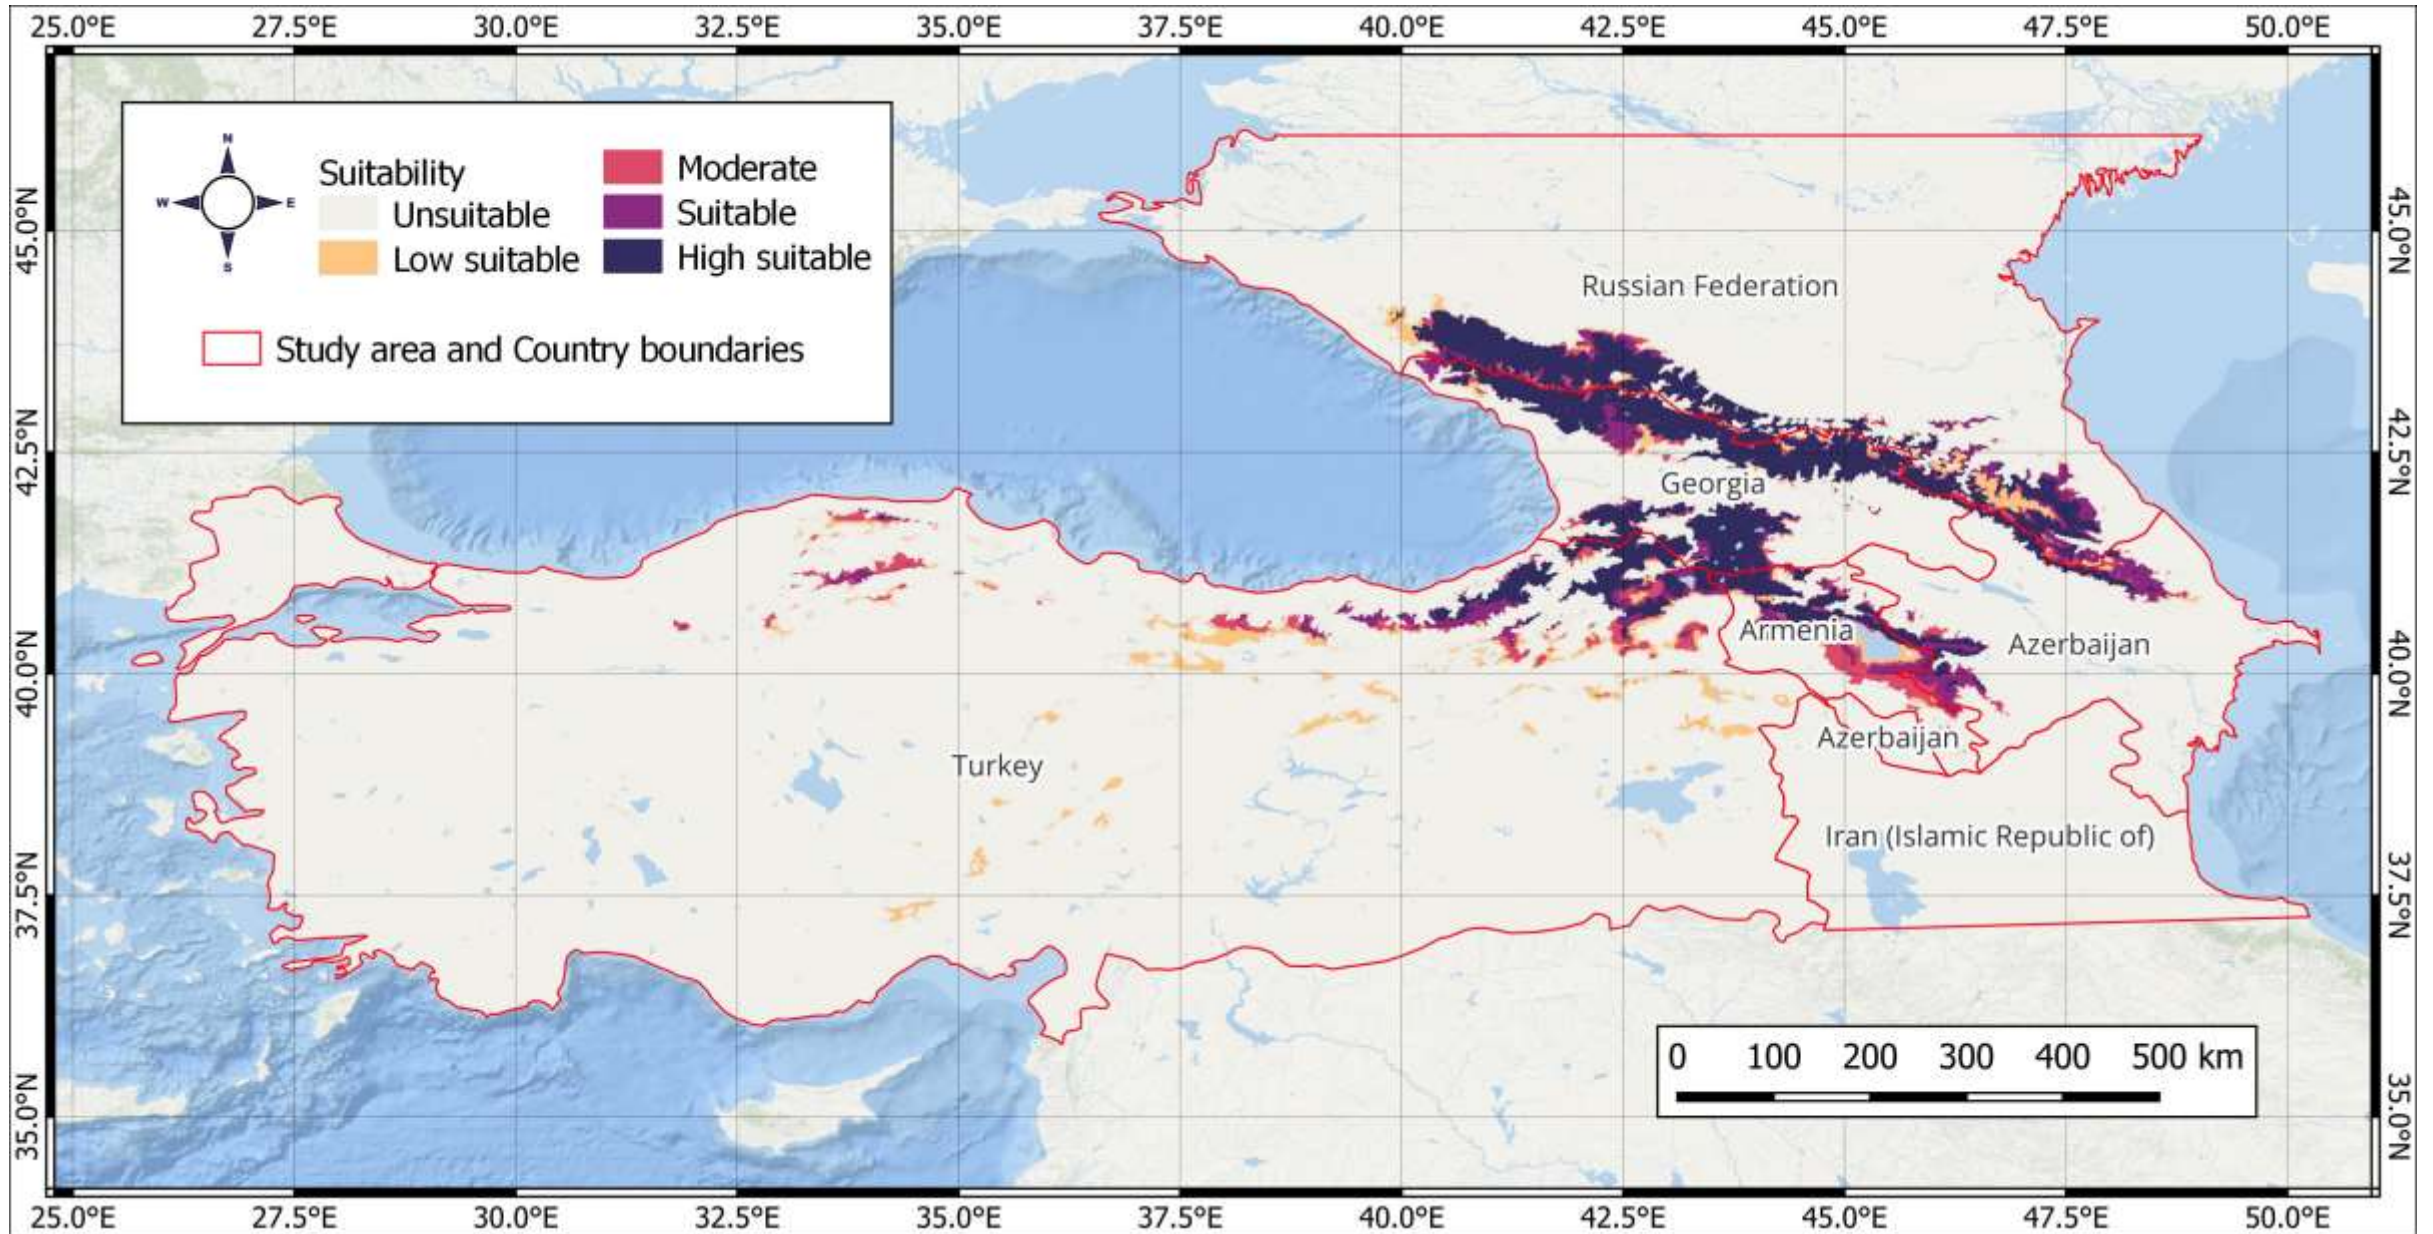 25.0°E 27.5°E 30.0°E 32.5°E 35.0°E 37.5°E 40.0°E 42.5°E 45.0°E 47.5°E 50.0°E
N
W E
S
Suitability
Unsuitable
Low suitable
Moderate
Suitable
High suitable
Study area and Country boundaries
45.0°N
42.5°N
40.0°N
37.5°N
35.0°N
45.0°N
42.5°N
40.0°N
37.5°N
35.0°N
Russian Federation
Georgia
Armenia
Azerbaijan
Azerbaijan
Turkey
Iran (Islamic Republic of)
0 100 200 300 400 500 km
25.0°E 27.5°E 30.0°E 32.5°E 35.0°E 37.5°E 40.0°E 42.5°E 45.0°E 47.5°E 50.0°E